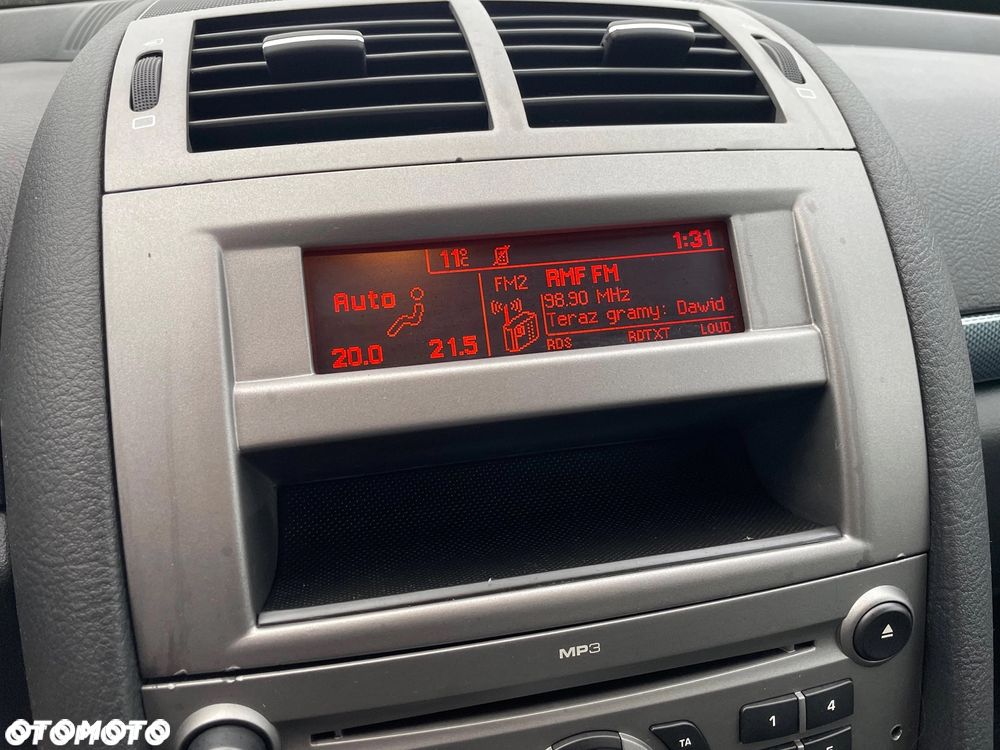 11°C
1:31
Auto
20.0 21.5
FM2 RMF FM
98.90 MHz
Teraz gramy: Dawid
RDS RDTXT LOUD
MP3
1 4
TA
OTOMOTO